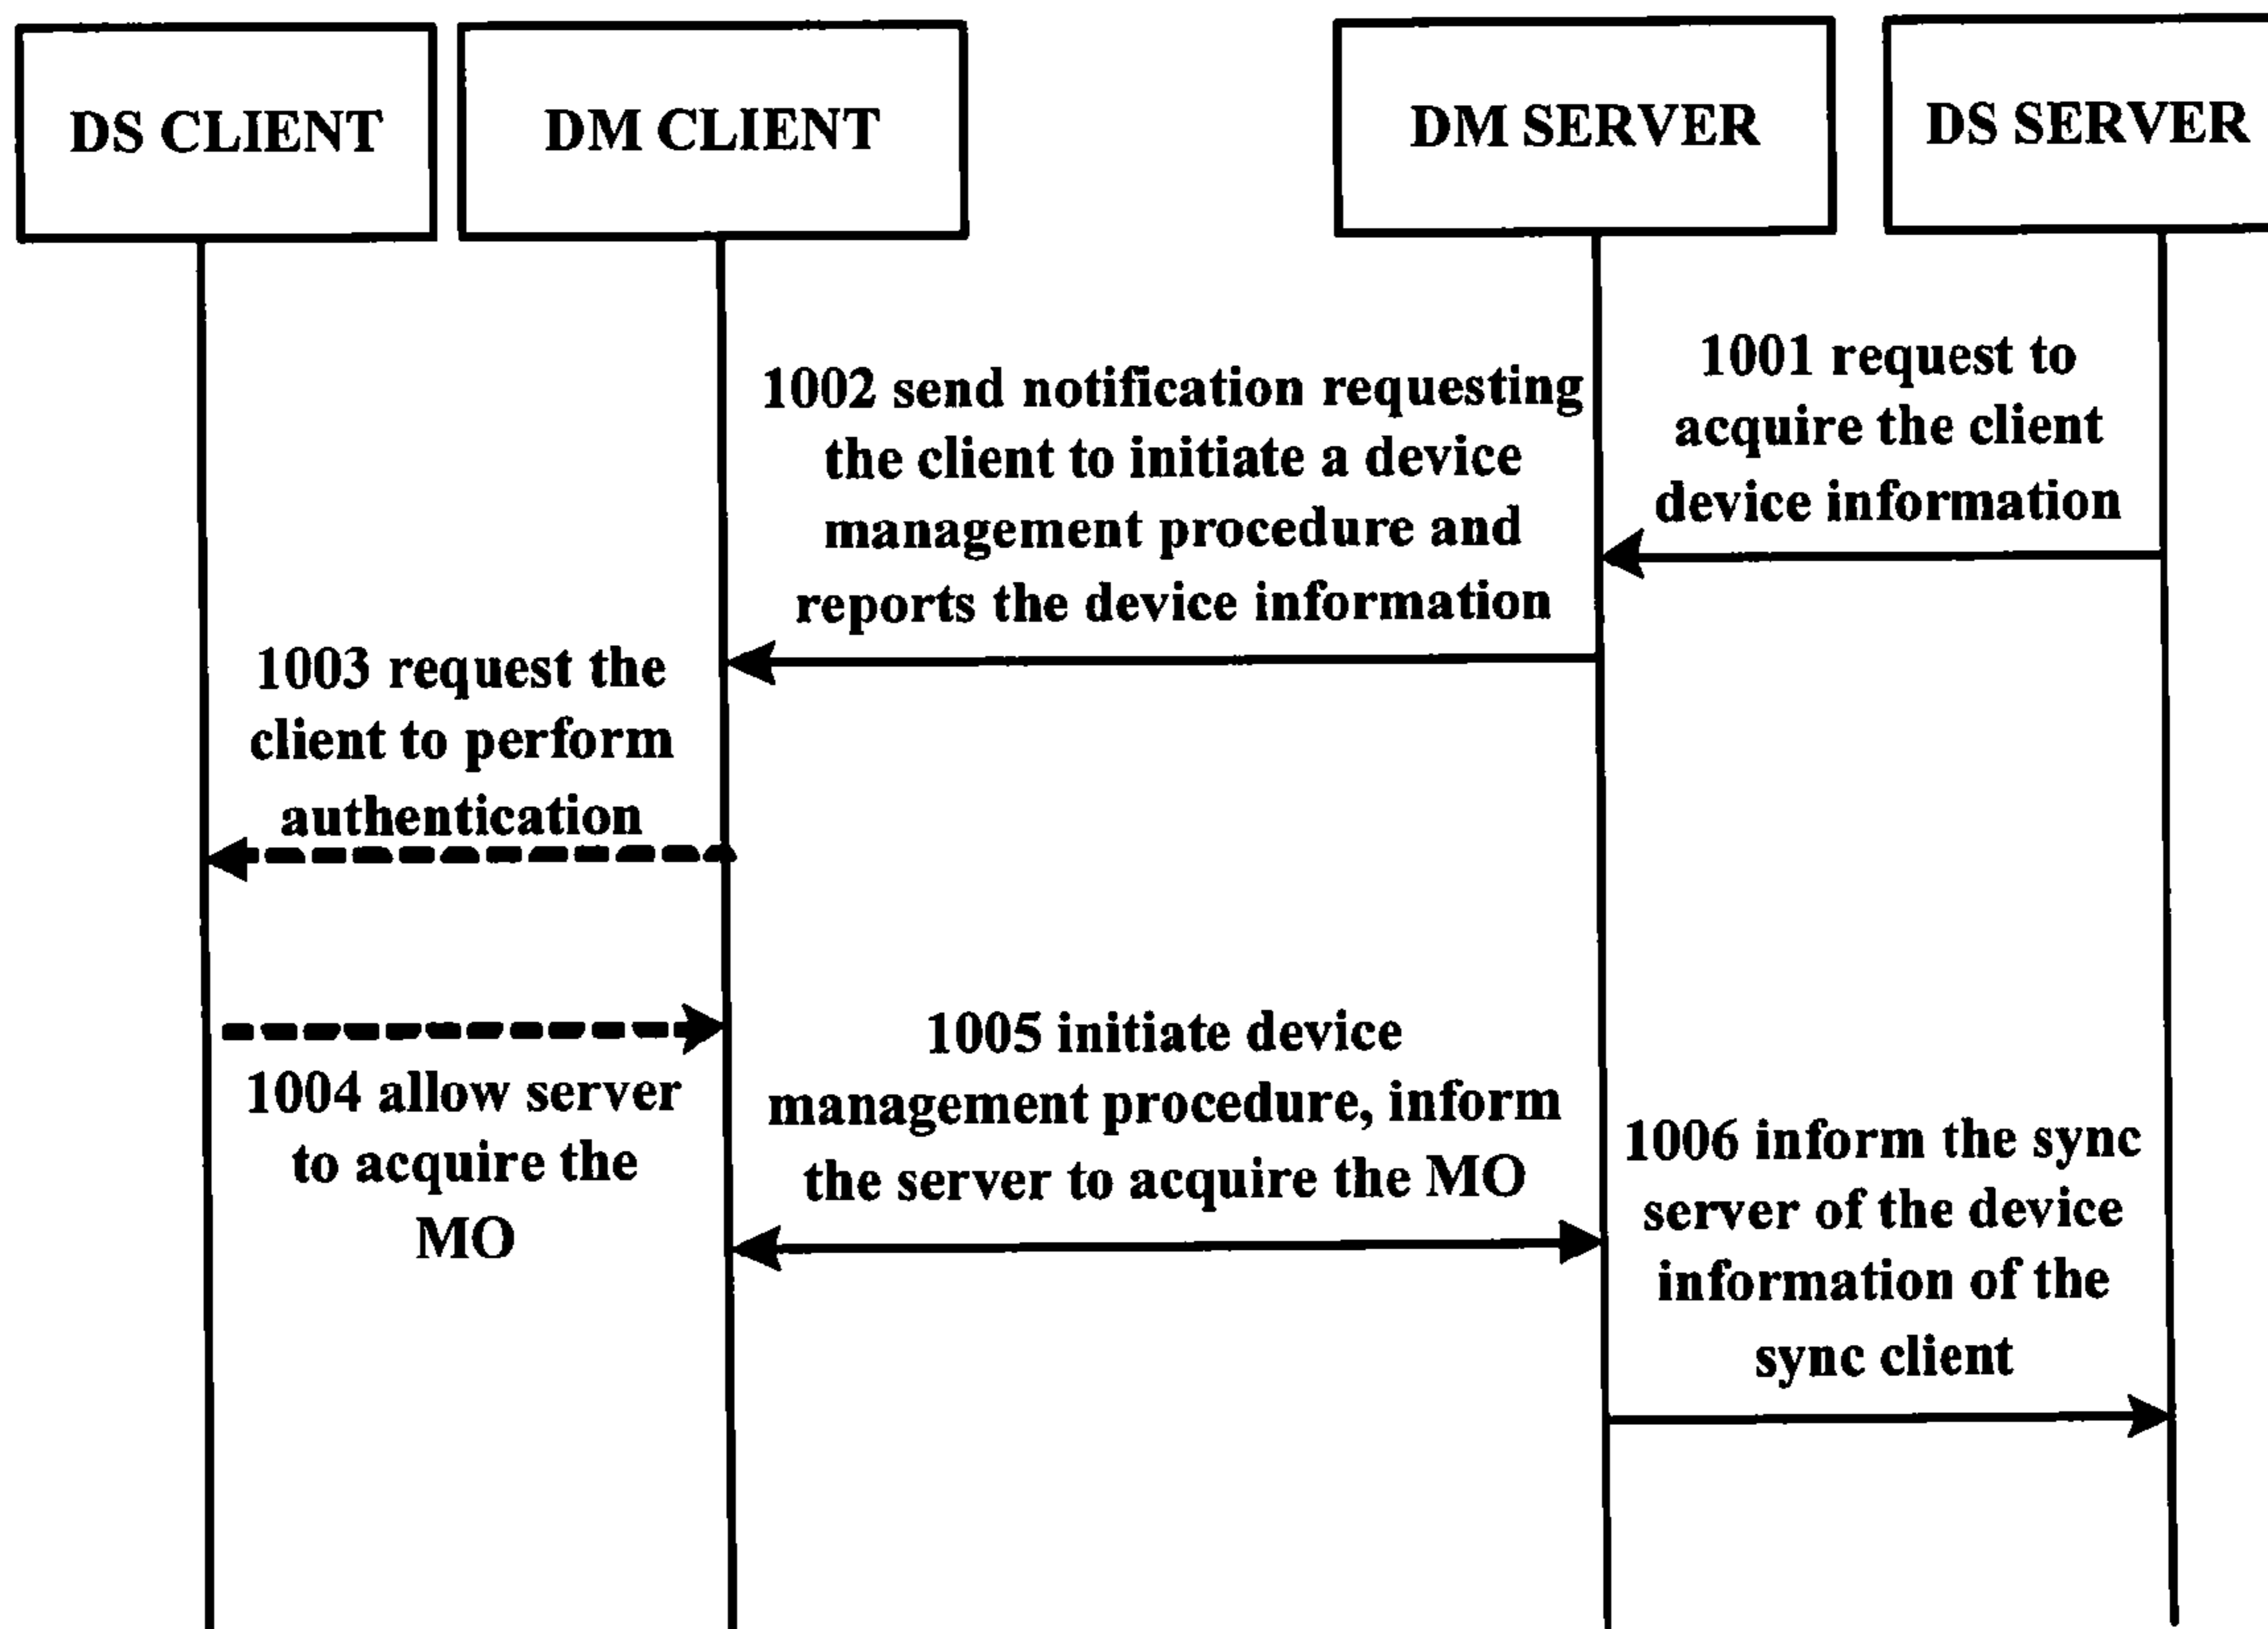 DS CLIENT
DM CLIENT
DM SERVER
DS SERVER
1001 request to
acquire the client
device information
1002 send notification requesting
the client to initiate a device
management procedure and
reports the device information
1003 request the
client to perform
authentication
1004 allow server
to acquire the
MO
1005 initiate device
management procedure, inform
the server to acquire the MO
1006 inform the sync
server of the device
information of the
sync client